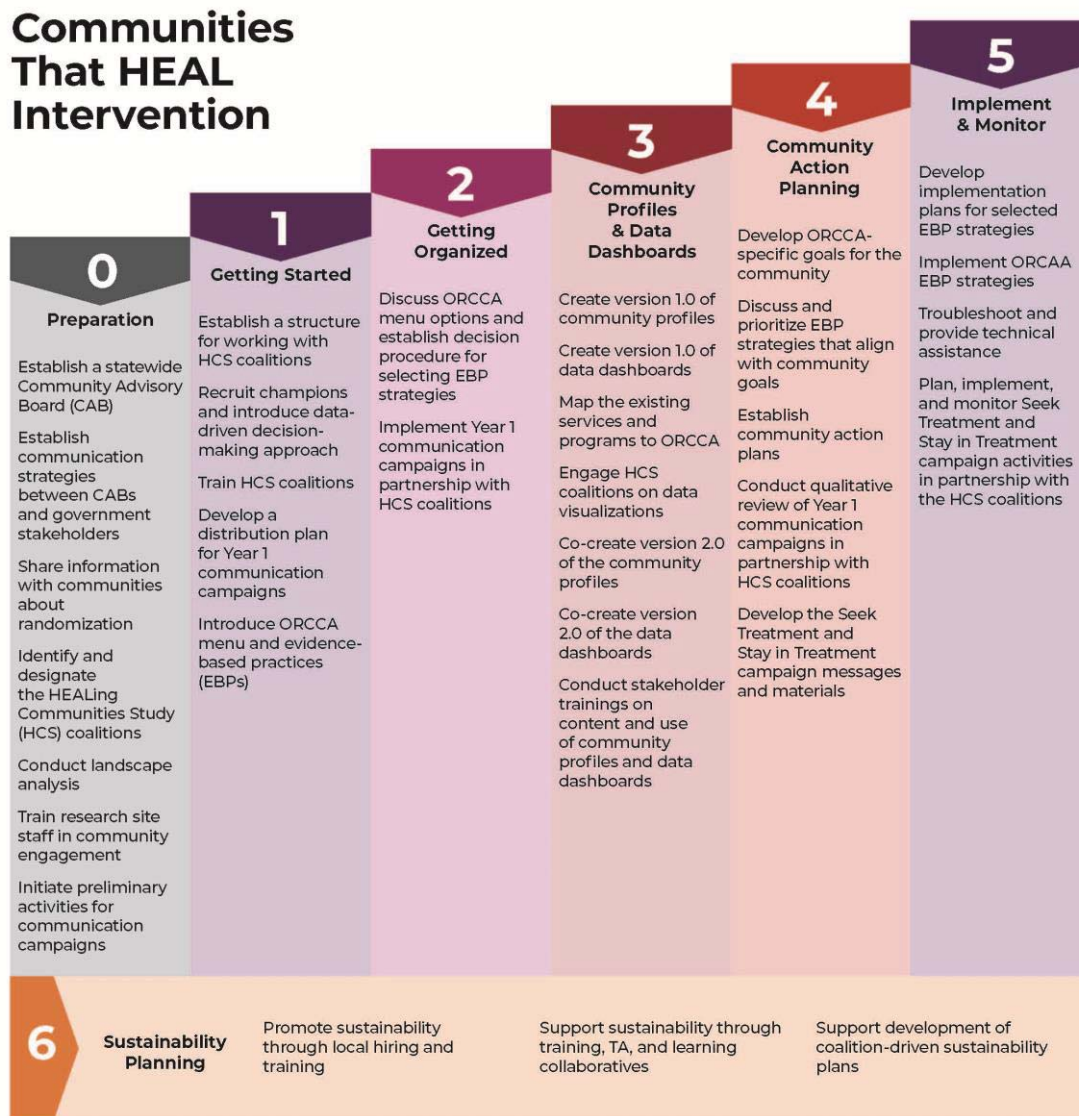 Communities
That HEAL
Intervention
0
Preparation
Establish a statewide
Community Advisory
Board (CAB)
Establish
communication
strategies
between CABs
and government
stakeholders
Share information
with communities
about
randomization
Identify and
designate
the HEALing
Communities Study
(HCS) coalitions
Conduct landscape
analysis
Train research site
staff in community
engagement
Initiate preliminary
activities for
communication
campaigns
1
Getting Started
Establish a structure
for working with
HCS coalitions
Recruit champions
and introduce data-
driven decision-
making approach
Train HCS coalitions
Develop a
distribution plan
for Year 1
communication
campaigns
Introduce ORCCA
menu and evidence-
based practices
(EBPs)
2
Getting
Organized
Discuss ORCCA
menu options and
establish decision
procedure for
selecting EBP
strategies
Implement Year 1
communication
campaigns in
partnership with
HCS coalitions
3
Community
Profiles
& Data
Dashboards
Create version 1.0 of
community profiles
Create version 1.0 of
data dashboards
Map the existing
services and
programs to ORCCA
Engage HCS
coalitions on data
visualizations
Co-create version 2.0
of the community
profiles
Co-create version
2.0 of the data
dashboards
Conduct stakeholder
trainings on
content and use
of community
profiles and data
dashboards
4
Community
Action
Planning
Develop ORCCA-
specific goals for the
community
Discuss and
prioritize EBP
strategies that align
with community
goals
Establish
community action
plans
Conduct qualitative
review of Year 1
communication
campaigns in
partnership with
HCS coalitions
Develop the Seek
Treatment and
Stay in Treatment
campaign messages
and materials
5
Implement
& Monitor
Develop
implementation
plans for selected
EBP strategies
Implement ORCAA
EBP strategies
Troubleshoot and
provide technical
assistance
Plan, implement,
and monitor Seek
Treatment and
Stay in Treatment
campaign activities
in partnership with
the HCS coalitions
6
Sustainability
Planning
Promote sustainability
through local hiring and
training
Support sustainability through
training, TA, and learning
collaboratives
Support development of
coalition-driven sustainability
plans